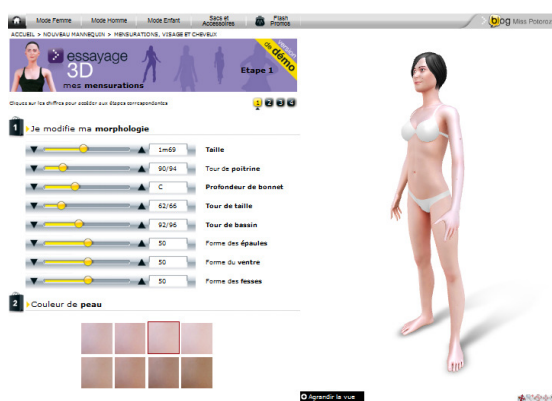 Mode Femme Mode Homme Mode Enfant Sacs et Accessoires Flash Promos
blog Miss
ACCUEIL > NOUVEAU MANNEQUIN > MENSURATIONS, VISAGE ET CHEVEUX
essayage
3D
mes mensurations
Etape 1
version de démo
Cliquez sur les chiffres pour accéder aux étapes correspondantes
1 2 3 4
1 Je modifie ma morphologie
1m69 Taille
90/94 Tour de poitrine
C Profondeur de bonnet
62/66 Tour de taille
92/96 Tour de bassin
50 Forme des épaules
50 Forme du ventre
50 Forme des fesses
2 Couleur de peau
Agrandir la vue